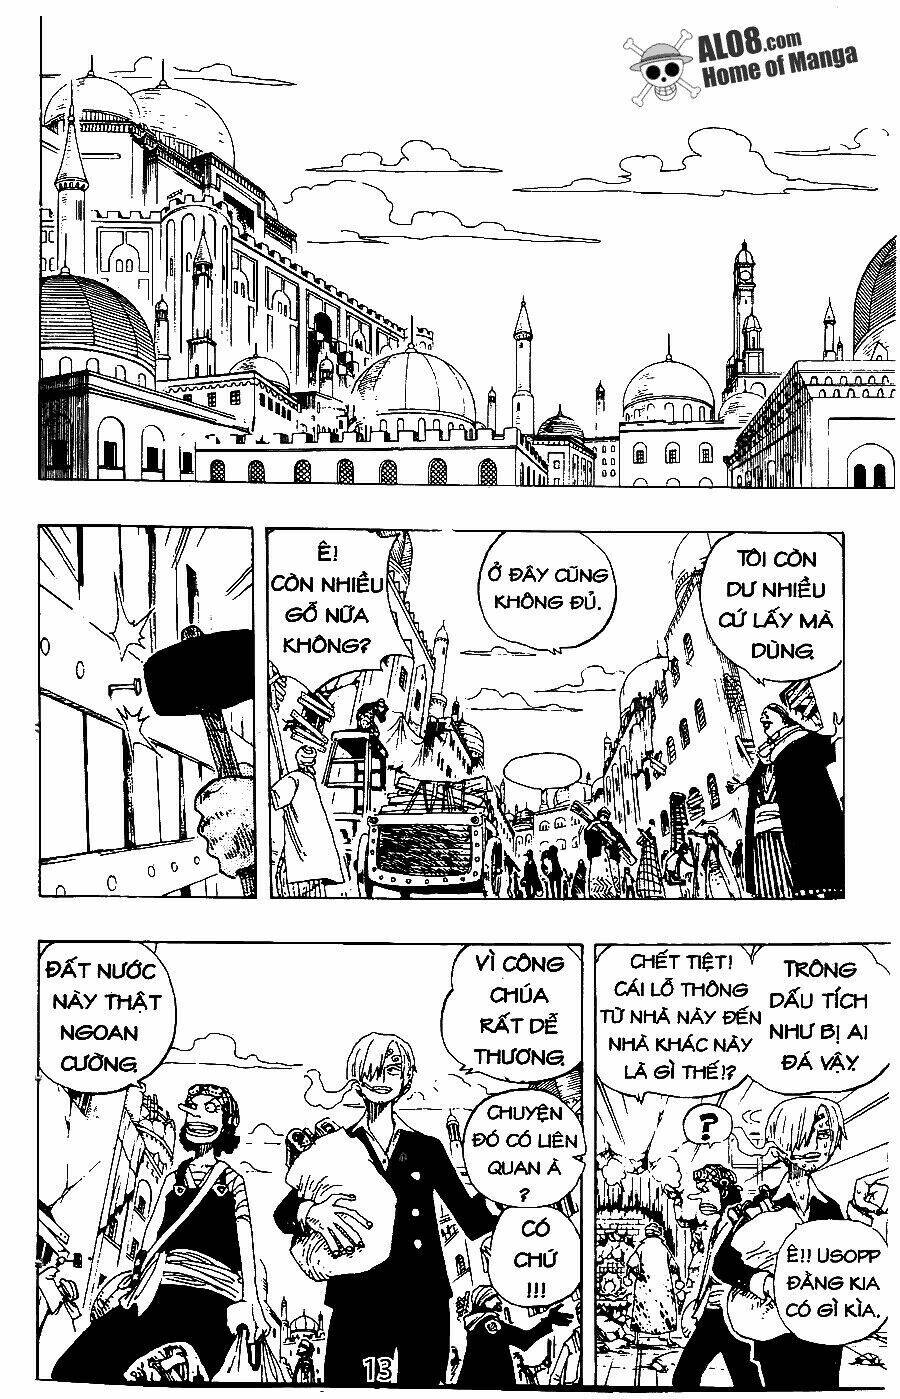 ALO8.com
Home of Manga
Ê!
CÒN NHIỀU
GỖ NỮA
KHÔNG?
Ở ĐÂY CŨNG
KHÔNG ĐỦ.
TÔI CÒN
DƯ NHIỀU
CỨ LẤY MÀ
DÙNG.
ĐẤT NƯỚC
NÀY THẬT
NGOAN
CƯỜNG.
VÌ CÔNG
CHÚA
RẤT DỄ
THƯƠNG.
CHUYỆN
ĐÓ CÓ LIÊN
QUAN À
?
CÓ
CHỨ
!!!
CHẾT TIỆT!
CÁI LỖ THÔNG
TỪ NHÀ NÀY ĐẾN
NHÀ KHÁC NÀY
LÀ GÌ THẾ!?
TRÔNG
DẤU TÍCH
NHƯ BỊ AI
ĐÁ VẬY.
?
Ê!! USOPP
ĐẰNG KIA
CÓ GÌ KÌA.
13